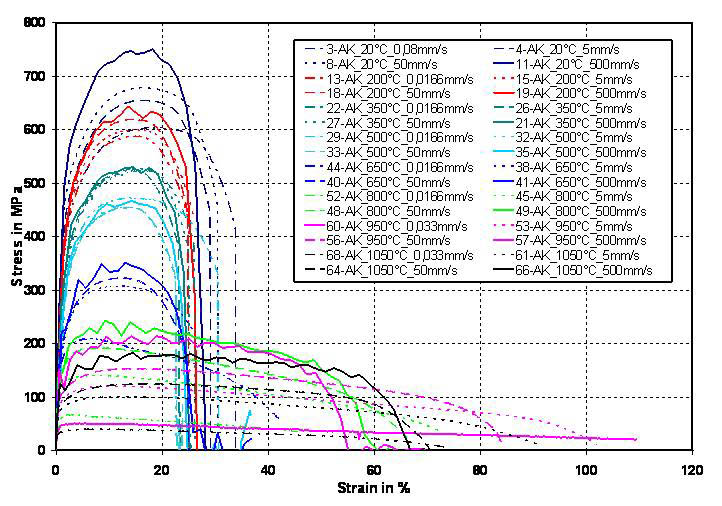 800
700
600
500
400
300
200
100
0
Stress in MPa
3-AK_20°C_0,08mm/s 4-AK_20°C_5mm/s
8-AK_20°C_50mm/s 11-AK_20°C_500mm/s
13-AK_200°C_0,0166mm/s 15-AK_200°C_5mm/s
18-AK_200°C_50mm/s 19-AK_200°C_500mm/s
22-AK_350°C_0,0166mm/s 26-AK_350°C_5mm/s
27-AK_350°C_50mm/s 21-AK_350°C_500mm/s
29-AK_500°C_0,0166mm/s 32-AK_500°C_5mm/s
33-AK_500°C_50mm/s 35-AK_500°C_500mm/s
44-AK_650°C_0,0166mm/s 38-AK_650°C_5mm/s
40-AK_650°C_50mm/s 41-AK_650°C_500mm/s
52-AK_800°C_0,0166mm/s 45-AK_800°C_5mm/s
48-AK_800°C_50mm/s 49-AK_800°C_500mm/s
60-AK_950°C_0,033mm/s 53-AK_950°C_5mm/s
56-AK_950°C_50mm/s 57-AK_950°C_500mm/s
68-AK_1050°C_0,033mm/s 61-AK_1050°C_5mm/s
64-AK_1050°C_50mm/s 66-AK_1050°C_500mm/s
0 20 40 60 80 100 120
Strain in %